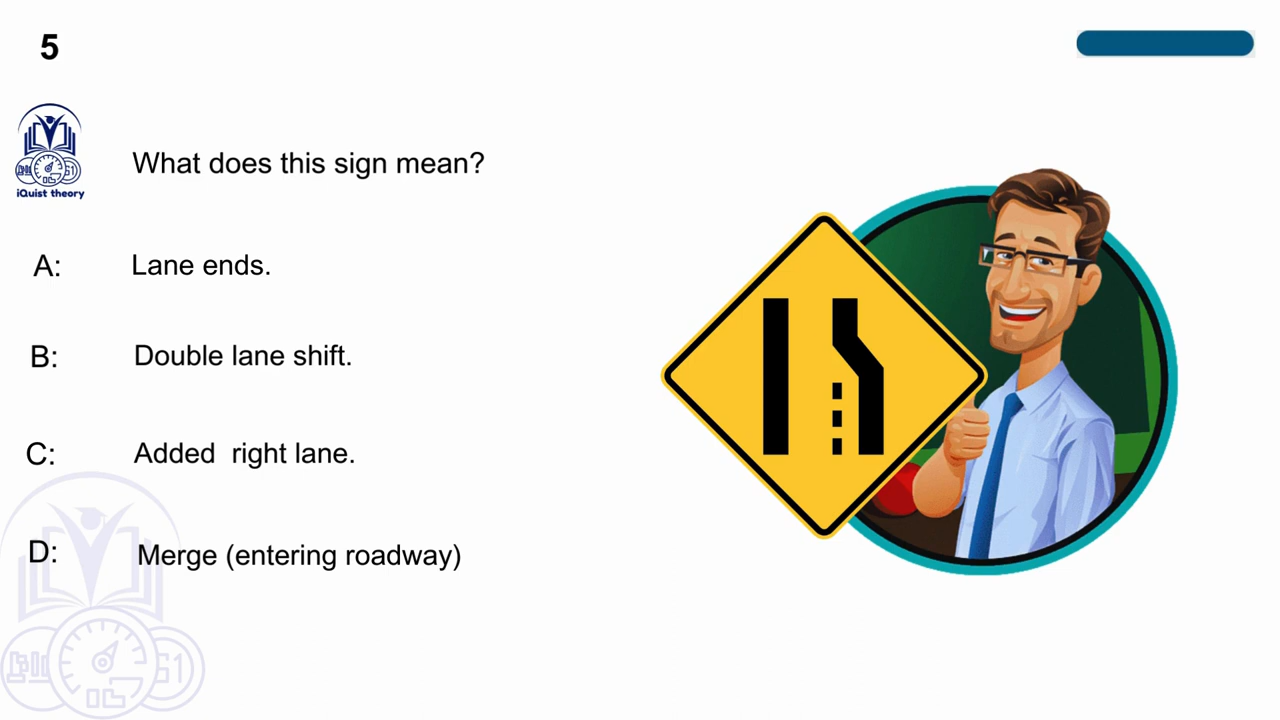 5
iQuist theory
What does this sign mean?
A: Lane ends.
B: Double lane shift.
C: Added right lane.
D: Merge (entering roadway)